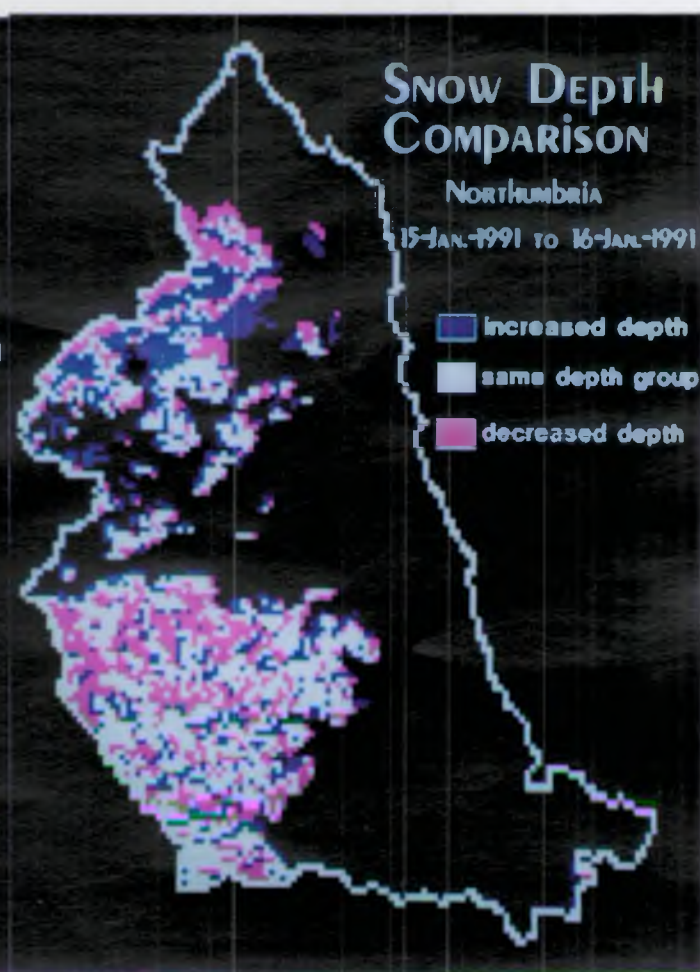 Snow Depth
Comparison
Northumbria
15-Jan.-1991 to 16-Jan.-1991
increased depth
same depth group
decreased depth